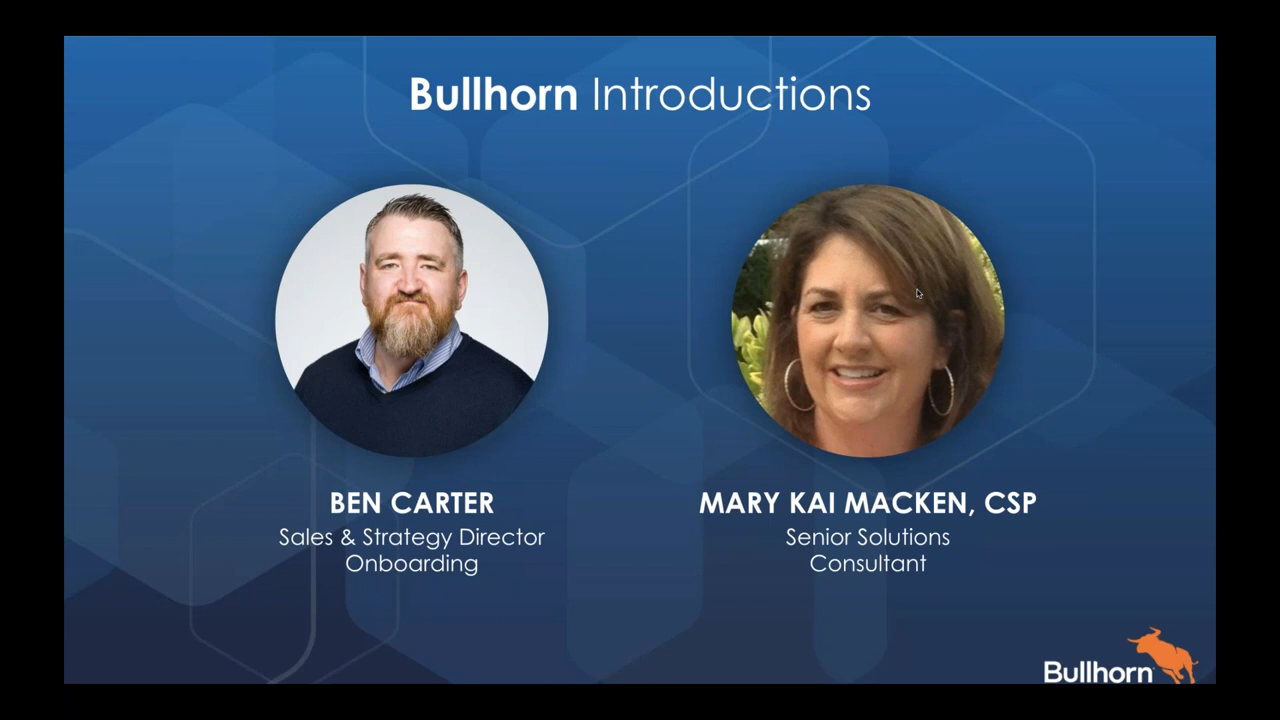 Bullhorn Introductions
BEN CARTER
Sales & Strategy Director
Onboarding
MARY KAI MACKEN, CSP
Senior Solutions
Consultant
Bullhorn